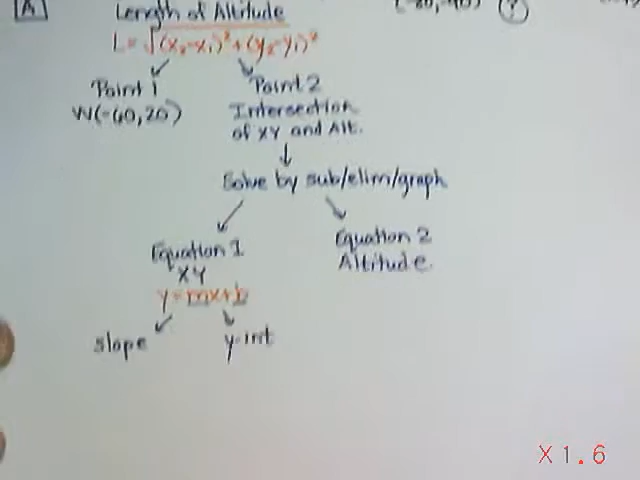 A
Length of Altitude
L = √(x₂-x₁)² + (y₂-y₁)²
Point 1
W(-60, 20)
Point 2
Intersection
of XY and Alt.
Solve by sub/elim/graph
Equation 1
XY
y = mx + b
slope
y-int
Equation 2
Altitude
X1.6